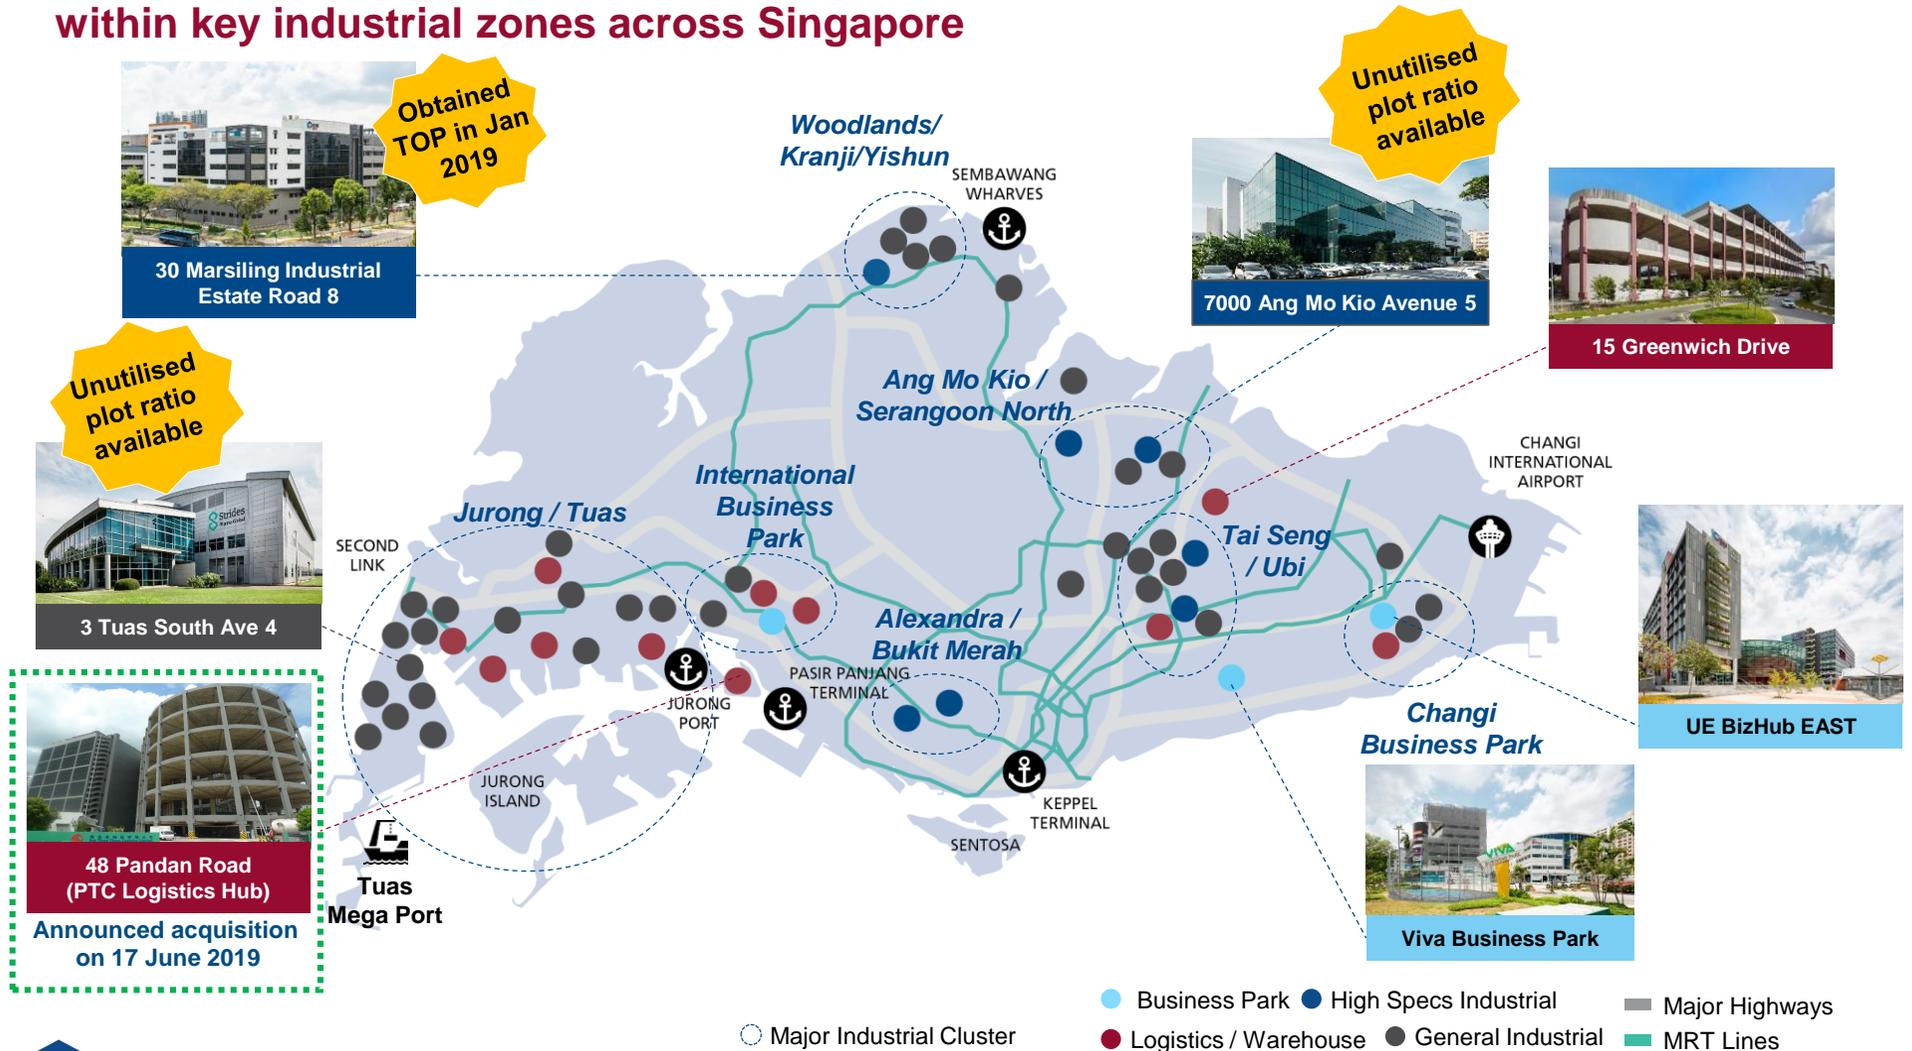 within key industrial zones across Singapore
Obtained
TOP in Jan
2019
30 Marsiling Industrial
Estate Road 8
Woodlands/
Kranji/Yishun
SEMBAWANG
WHARVES
Unutilised
plot ratio
available
7000 Ang Mo Kio Avenue 5
15 Greenwich Drive
Unutilised
plot ratio
available
Strides
3 Tuas South Ave 4
Ang Mo Kio /
Serangoon North
CHANGI
INTERNATIONAL
AIRPORT
International
Business
Park
Jurong / Tuas
SECOND
LINK
Tai Seng
/ Ubi
Alexandra /
Bukit Merah
PASIR PANJANG
TERMINAL
JURONG
PORT
UE BizHub EAST
Changi
Business Park
JURONG
ISLAND
KEPPEL
TERMINAL
SENTOSA
48 Pandan Road
(PTC Logistics Hub)
Announced acquisition
on 17 June 2019
Tuas
Mega Port
VIVA
Viva Business Park
Business Park
High Specs Industrial
Major Highways
Major Industrial Cluster
Logistics / Warehouse
General Industrial
MRT Lines